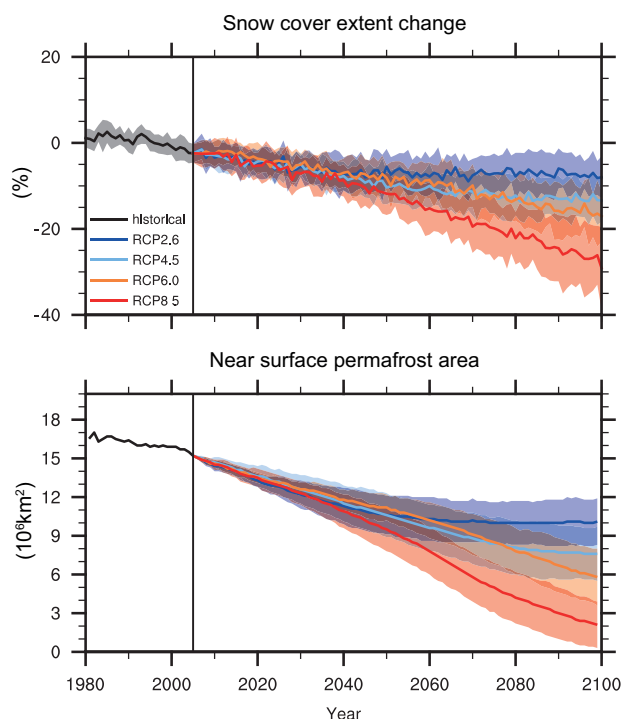 Snow cover extent change
20
0
-20
-40
(%)
historical
RCP2.6
RCP4.5
RCP6.0
RCP8 5
Near surface permafrost area
18
15
12
9
6
3
0
(10⁶km²)
1980 2000 2020 2040 2060 2080 2100
Year